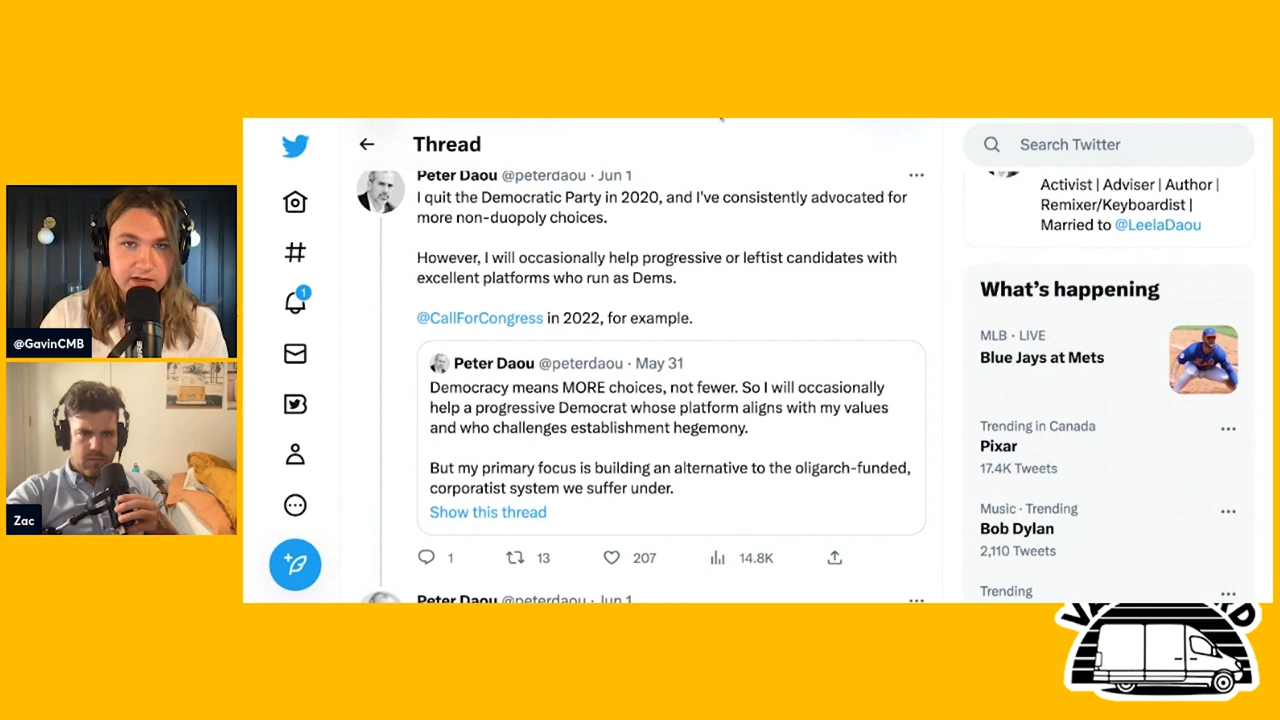 Thread
Peter Daou @peterdaou · Jun 1
I quit the Democratic Party in 2020, and I've consistently advocated for
more non-duopoly choices.
However, I will occasionally help progressive or leftist candidates with
excellent platforms who run as Dems.
@CallForCongress in 2022, for example.
Peter Daou @peterdaou · May 31
Democracy means MORE choices, not fewer. So I will occasionally
help a progressive Democrat whose platform aligns with my values
and who challenges establishment hegemony.
But my primary focus is building an alternative to the oligarch-funded,
corporatist system we suffer under.
Show this thread
1
13
207
14.8K
Peter Daou @peterdaou · Jun 1
1
Search Twitter
Activist | Adviser | Author |
Remixer/Keyboardist |
Married to @LeelaDaou
What's happening
MLB · LIVE
Blue Jays at Mets
Trending in Canada
Pixar
17.4K Tweets
Music · Trending
Bob Dylan
2,110 Tweets
Trending
@GavinCMB
Zac